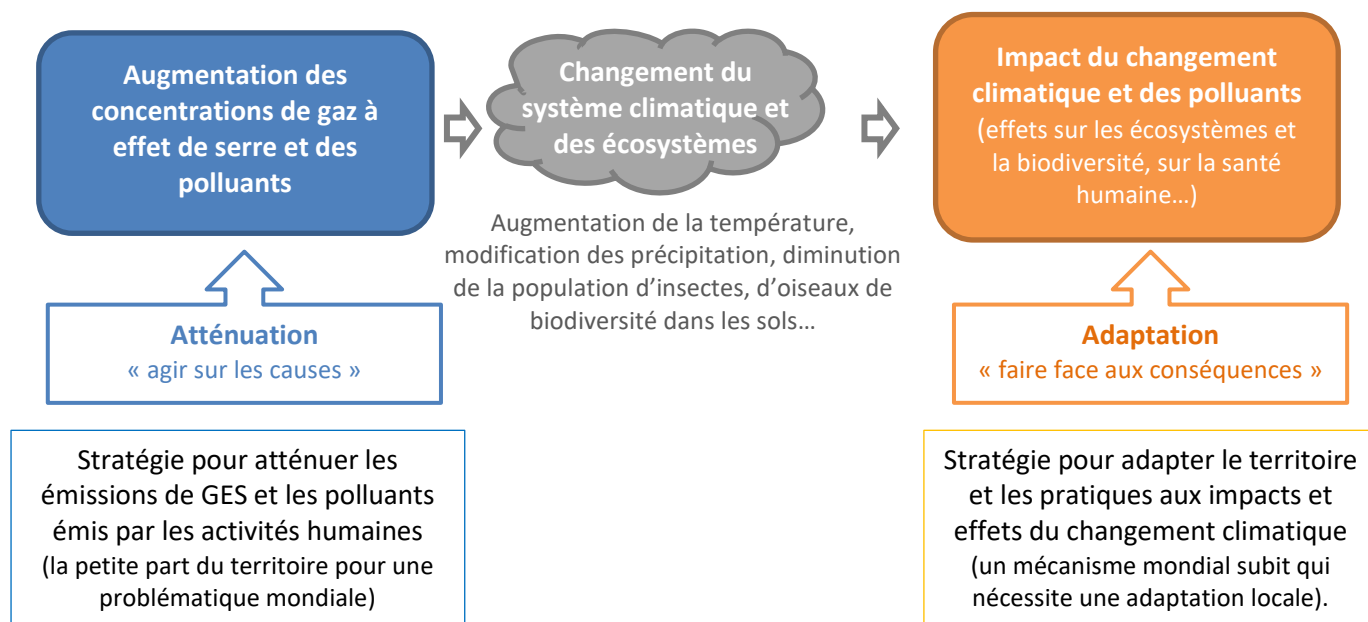 Augmentation des
concentrations de gaz à
effet de serre et des
polluants
Changement du
système climatique et
des écosystèmes
Augmentation de la température,
modification des précipitation, diminution
de la population d’insectes, d’oiseaux de
biodiversité dans les sols…
Impact du changement
climatique et des polluants
(effets sur les écosystèmes et
la biodiversité, sur la santé
humaine…)
Atténuation
« agir sur les causes »
Adaptation
« faire face aux conséquences »
Stratégie pour atténuer les
émissions de GES et les polluants
émis par les activités humaines
(la petite part du territoire pour une
problématique mondiale)
Stratégie pour adapter le territoire
et les pratiques aux impacts et
effets du changement climatique
(un mécanisme mondial subit qui
nécessite une adaptation locale).